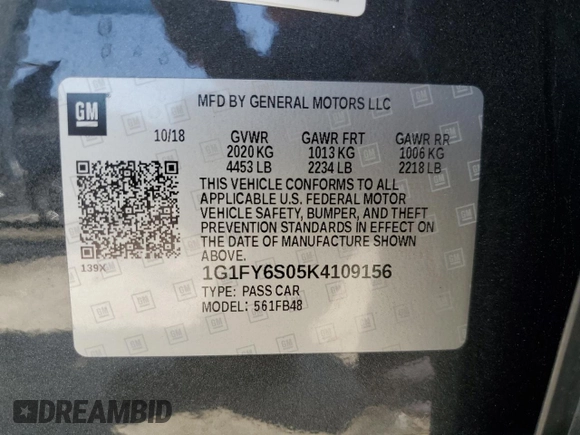 GM
MFD BY GENERAL MOTORS LLC
10/18 GVWR GAWR FRT GAWR RR
2020 KG 1013 KG 1006 KG
4453 LB 2234 LB 2218 LB
THIS VEHICLE CONFORMS TO ALL
APPLICABLE U.S. FEDERAL MOTOR
VEHICLE SAFETY, BUMPER, AND THEFT
PREVENTION STANDARDS IN EFFECT ON
THE DATE OF MANUFACTURE SHOWN
ABOVE.
139X
1G1FY6S05K4109156
TYPE: PASS CAR
MODEL: 561FB48
DREAMBID